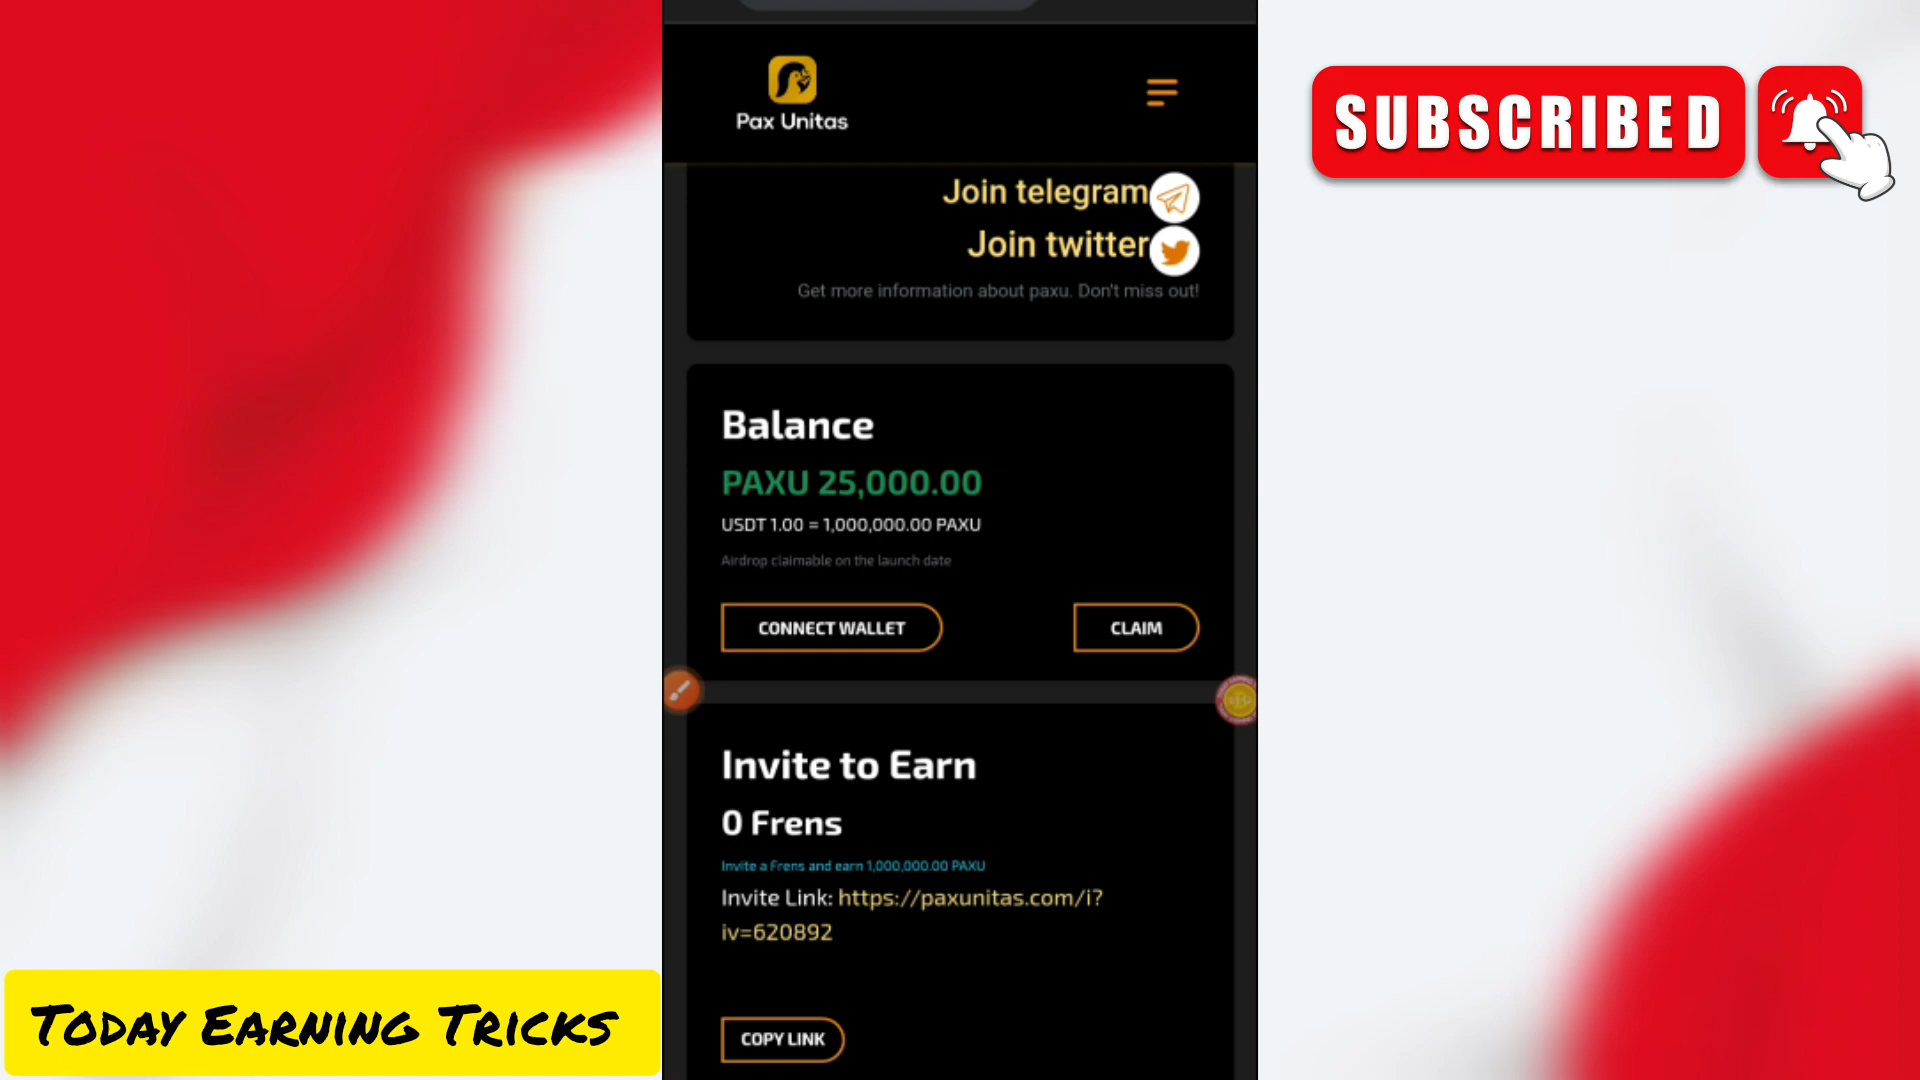 Pax Unitas
SUBSCRIBED
Join telegram
Join twitter
Get more information about paxu. Don't miss out!
Balance
PAXU 25,000.00
USDT 1.00 = 1,000,000.00 PAXU
Airdrop claimable on the launch date
CONNECT WALLET
CLAIM
Invite to Earn
0 Frens
Invite a Frens and earn 1,000,000.00 PAXU
Invite Link: https://paxunitas.com/i?
iv=620892
COPY LINK
TODAY EARNING TRICKS